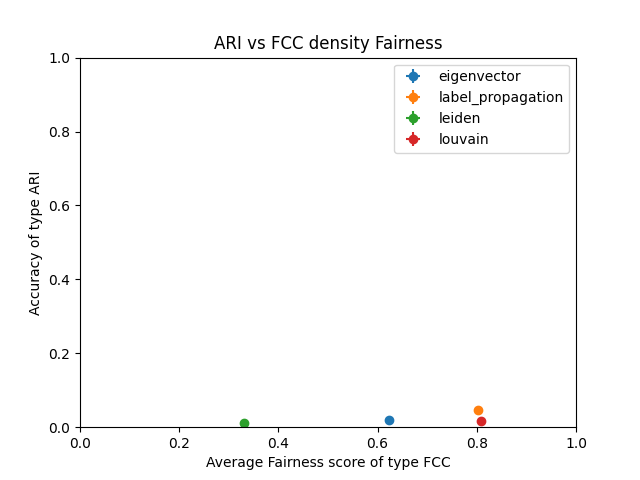 ARI vs FCC density Fairness
eigenvector
label_propagation
leiden
louvain
Accuracy of type ARI
1.0
0.8
0.6
0.4
0.2
0.0
0.0 0.2 0.4 0.6 0.8 1.0
Average Fairness score of type FCC